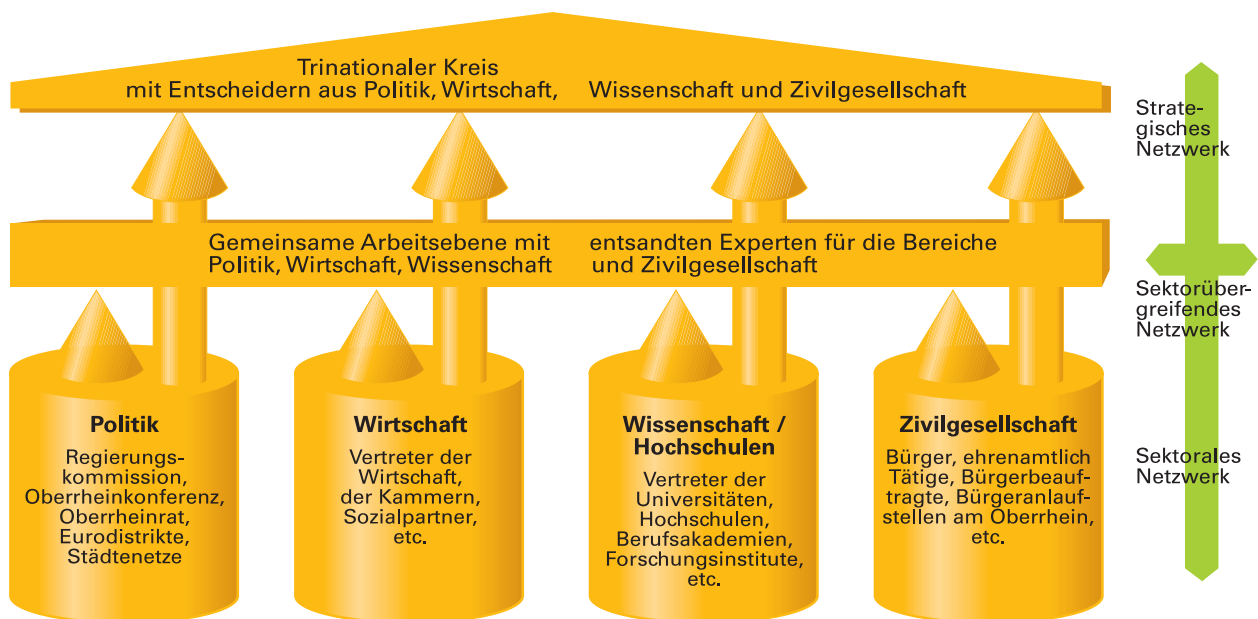 Trinationaler Kreis
mit Entscheidern aus Politik, Wirtschaft, Wissenschaft und Zivilgesellschaft
Strate-
gisches
Netzwerk
Gemeinsame Arbeitsebene mit entsandten Experten für die Bereiche
Politik, Wirtschaft, Wissenschaft und Zivilgesellschaft
Sektorüber-
greifendes
Netzwerk
Politik
Regierungs-
kommission,
Oberrheinkonferenz,
Oberrheinrat,
Eurodistrikte,
Städtenetze
Wirtschaft
Vertreter der
Wirtschaft,
der Kammern,
Sozialpartner,
etc.
Wissenschaft /
Hochschulen
Vertreter der
Universitäten,
Hochschulen,
Berufsakademien,
Forschungsinstitute,
etc.
Zivilgesellschaft
Bürger, ehrenamtlich
Tätige, Bürgerbeauf-
tragte, Bürgeranlauf-
stellen am Oberrhein,
etc.
Sektorales
Netzwerk